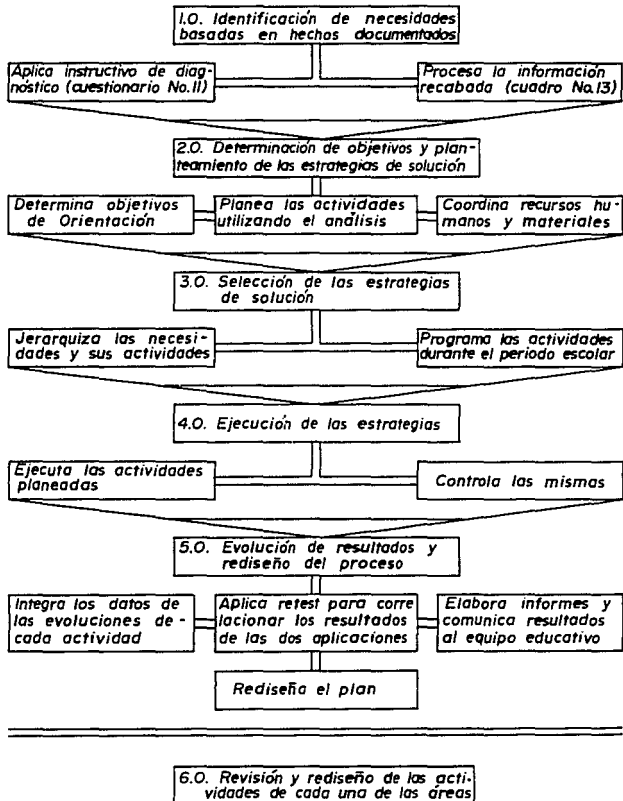 1.0. Identificación de necesidades
basadas en hechos documentados
Aplica instructivo de diag-
nóstico (cuestionario No.11)
Procesa la información
recabada (cuadro No.13)
2.0. Determinación de objetivos y plan-
teamiento de las estrategias de solución
Determina objetivos
de Orientación
Planea las actividades
utilizando el análisis
Coordina recursos hu-
manos y materiales
3.0. Selección de las estrategias
de solución
Jerarquiza las necesi-
dades y sus actividades
Programa las actividades
durante el periodo escolar
4.0. Ejecución de las estrategias
Ejecuta las actividades
planeadas
Controla las mismas
5.0. Evolución de resultados y
rediseño del proceso
Integra los datos de
las evoluciones de -
cada actividad
Aplica retest para corre
lacionar los resultados
de las dos aplicaciones
Elabora informes y
comunica resultados
al equipo educativo
Rediseña el plan
6.0. Revisión y rediseño de las acti-
vidades de cada una de las áreas